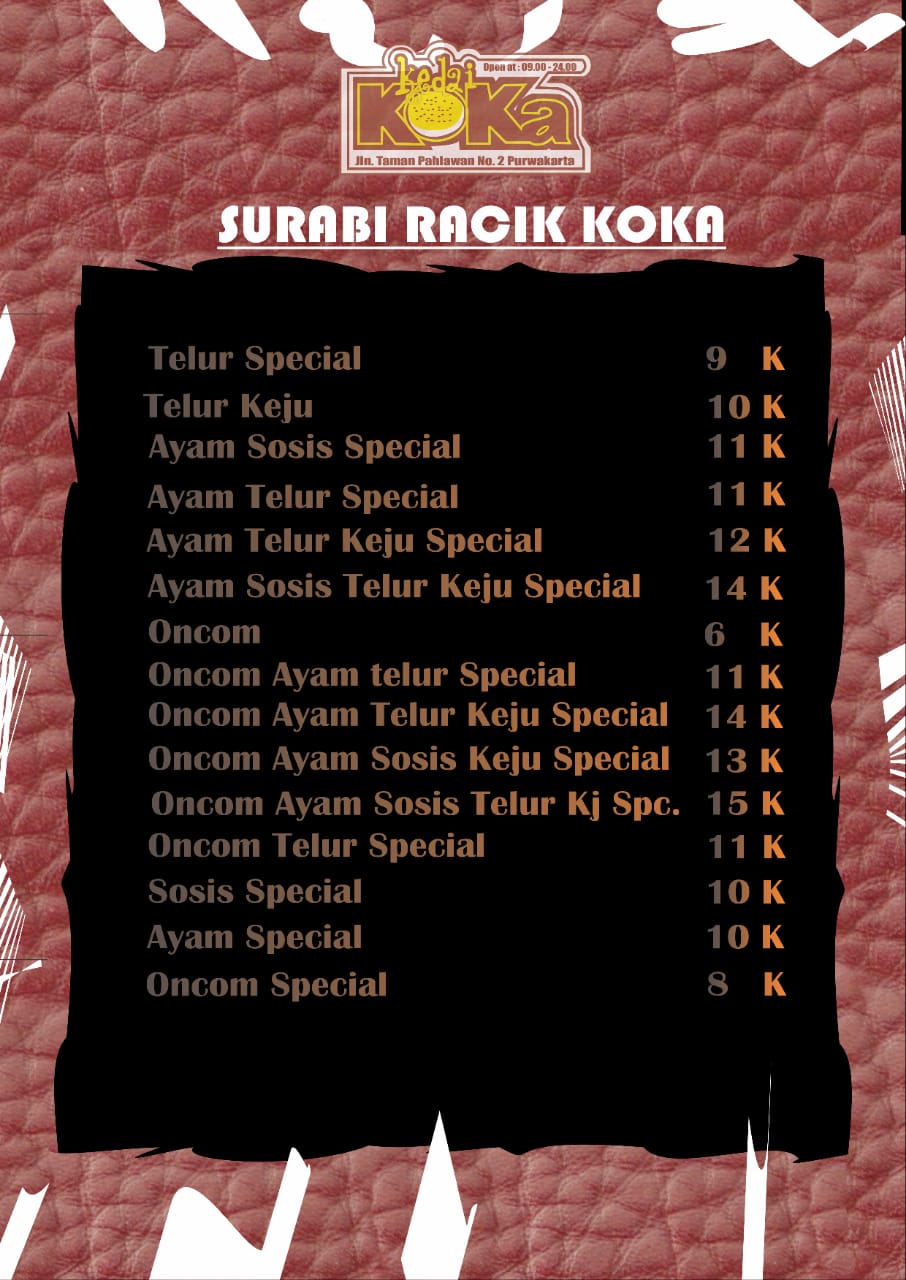 kedai
Open at : 09.00 - 24.00
KOKa
Jln. Taman Pahlawan No. 2 Purwakarta
SURABI RACIK KOKA
Telur Special 9 K
Telur Keju 10 K
Ayam Sosis Special 11 K
Ayam Telur Special 11 K
Ayam Telur Keju Special 12 K
Ayam Sosis Telur Keju Special 14 K
Oncom 6 K
Oncom Ayam telur Special 11 K
Oncom Ayam Telur Keju Special 14 K
Oncom Ayam Sosis Keju Special 13 K
Oncom Ayam Sosis Telur Kj Spc. 15 K
Oncom Telur Special 11 K
Sosis Special 10 K
Ayam Special 10 K
Oncom Special 8 K